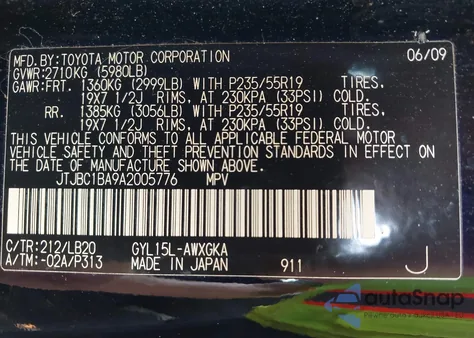 MFD.BY:TOYOTA MOTOR CORPORATION 06/09
GVWR:2710KG (5980LB)
GAWR:FRT. 1360KG (2999LB) WITH P235/55R19 TIRES,
19X7 1/2J RIMS, AT 230KPA (33PSI) COLD.
RR. 1385KG (3056LB) WITH P235/55R19 TIRES,
19X7 1/2J RIMS, AT 230KPA (33PSI) COLD.
THIS VEHICLE CONFORMS TO ALL APPLICABLE FEDERAL MOTOR
VEHICLE SAFETY AND THEFT PREVENTION STANDARDS IN EFFECT ON
THE DATE OF MANUFACTURE SHOWN ABOVE.
JTJBC1BA9A2005776 MPV
C/TR:212/LB20 GYL15L-AWXGKA
A/TM:-02A/P313 MADE IN JAPAN 911 J
autoSnap